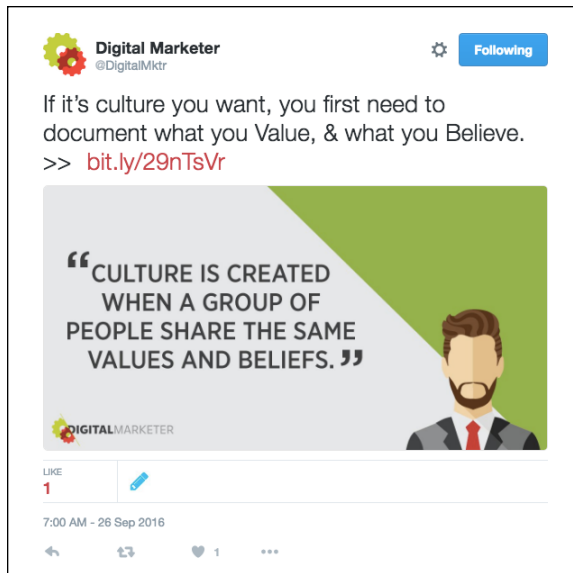 Digital Marketer
@DigitalMktr
Following
If it’s culture you want, you first need to
document what you Value, & what you Believe.
>> bit.ly/29nTsVr
“CULTURE IS CREATED
WHEN A GROUP OF
PEOPLE SHARE THE SAME
VALUES AND BELIEFS.”
DIGITALMARKETER
LIKE
1
7:00 AM - 26 Sep 2016
1